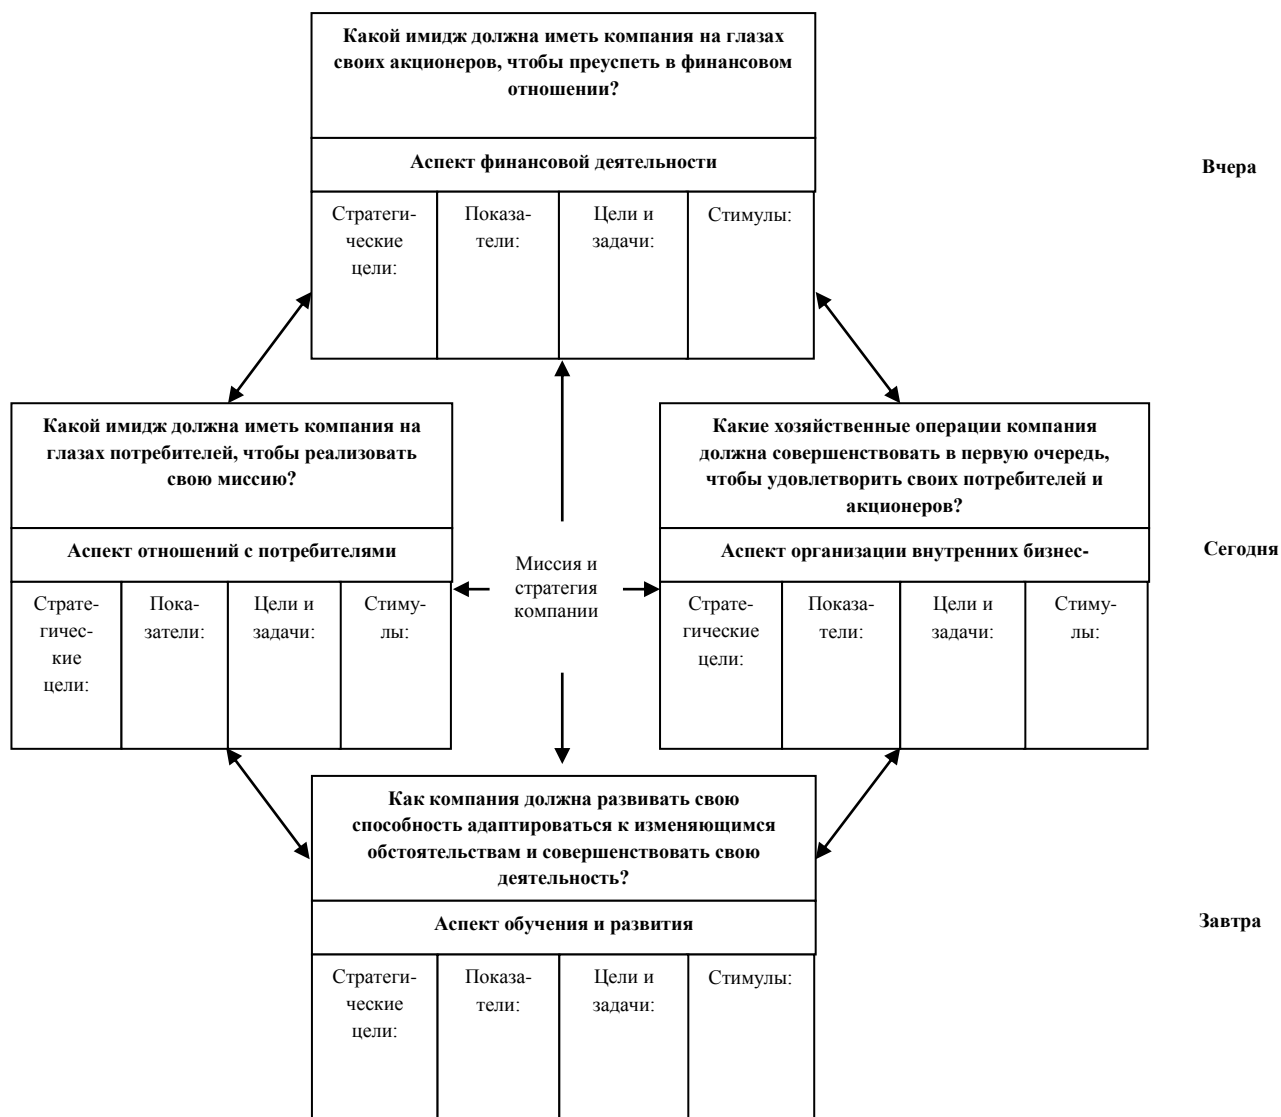 Какой имидж должна иметь компания на глазах
своих акционеров, чтобы преуспеть в финансовом
отношении?
Аспект финансовой деятельности
Вчера
Стратеги-
ческие
цели:
Показа-
тели:
Цели и
задачи:
Стимулы:
Какой имидж должна иметь компания на
глазах потребителей, чтобы реализовать
свою миссию?
Аспект отношений с потребителями
Страте-
гичес-
кие
цели:
Пока-
затели:
Цели и
задачи:
Стиму-
лы:
Миссия и
стратегия
компании
Какие хозяйственные операции компания
должна совершенствовать в первую очередь,
чтобы удовлетворить своих потребителей и
акционеров?
Аспект организации внутренних бизнес-
Сегодня
Страте-
гические
цели:
Показа-
тели:
Цели и
задачи:
Стиму-
лы:
Как компания должна развивать свою
способность адаптироваться к изменяющимся
обстоятельствам и совершенствовать свою
деятельность?
Аспект обучения и развития
Завтра
Стратеги-
ческие
цели:
Показа-
тели:
Цели и
задачи:
Стимулы: